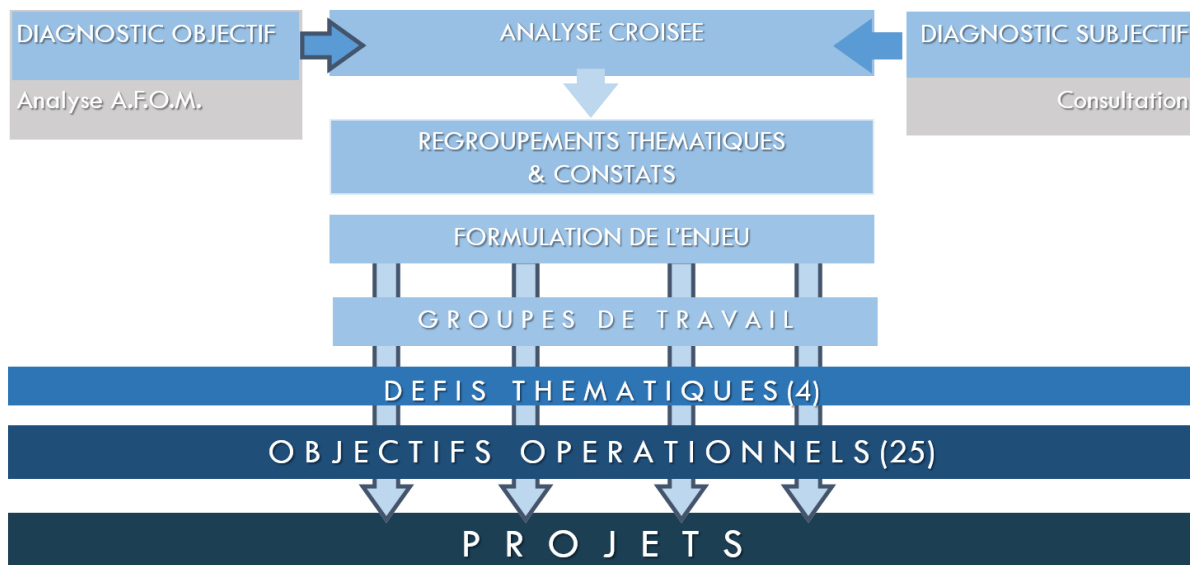 DIAGNOSTIC OBJECTIF
Analyse A.F.O.M.
ANALYSE CROISEE
DIAGNOSTIC SUBJECTIF
Consultation
REGROUPEMENTS THEMATIQUES
& CONSTATS
FORMULATION DE L'ENJEU
GROUPES DE TRAVAIL
DEFIS THEMATIQUES (4)
OBJECTIFS OPERATIONNELS (25)
PROJETS